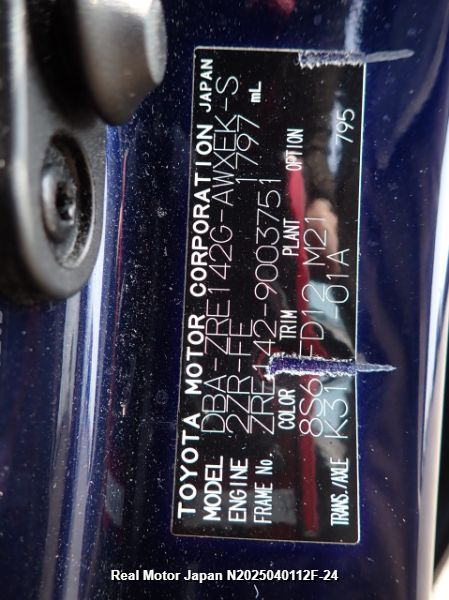 TOYOTA MOTOR CORPORATION JAPAN
MODEL DBA-ZRE142G-AWXEK-S
ENGINE 2ZR-FE 1797 mL
FRAME No. ZRE142-9003751
COLOR TRIM PLANT OPTION
8S6 FD12 M21 795
TRANS./AXLE K31 -01A
Real Motor Japan N2025040112F-24